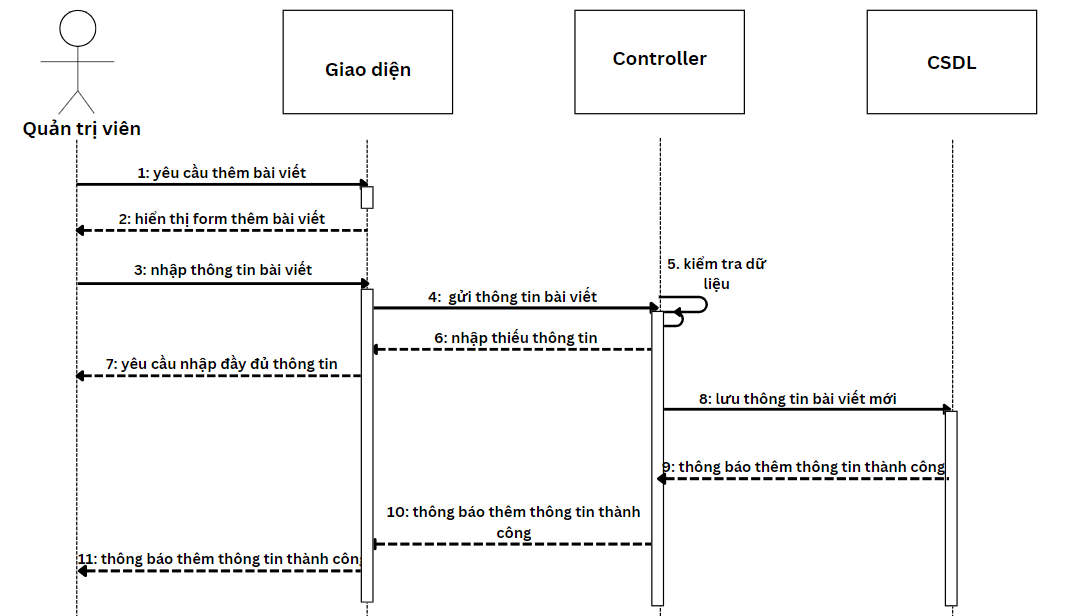 Giao diện
Controller
CSDL
Quản trị viên
1: yêu cầu thêm bài viết
2: hiển thị form thêm bài viết
3: nhập thông tin bài viết
5. kiểm tra dữ
liệu
4: gửi thông tin bài viết
6: nhập thiếu thông tin
7: yêu cầu nhập đầy đủ thông tin
8: lưu thông tin bài viết mới
9: thông báo thêm thông tin thành công
10: thông báo thêm thông tin thành
công
11: thông báo thêm thông tin thành công